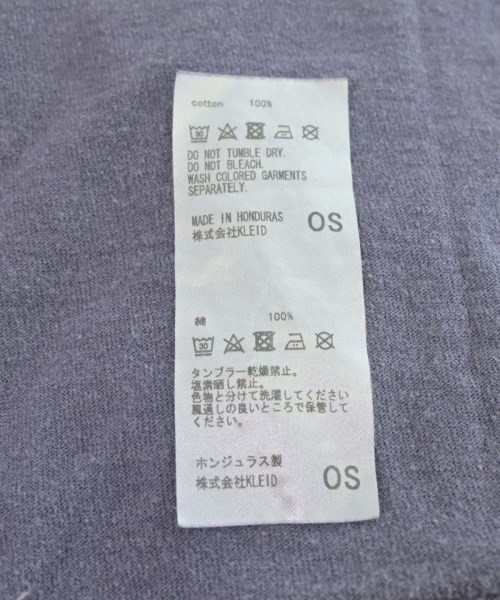 cotton 100%
30
DO NOT TUMBLE DRY.
DO NOT BLEACH.
WASH COLORED GARMENTS
SEPARATELY.
MADE IN HONDURAS
株式会社KLEID
OS
綿 100%
30
タンブラー乾燥禁止。
塩素晒し禁止。
色物と分けて洗濯してください
風通しの良いところで保管して
ください。
ホンジュラス製
株式会社KLEID
OS